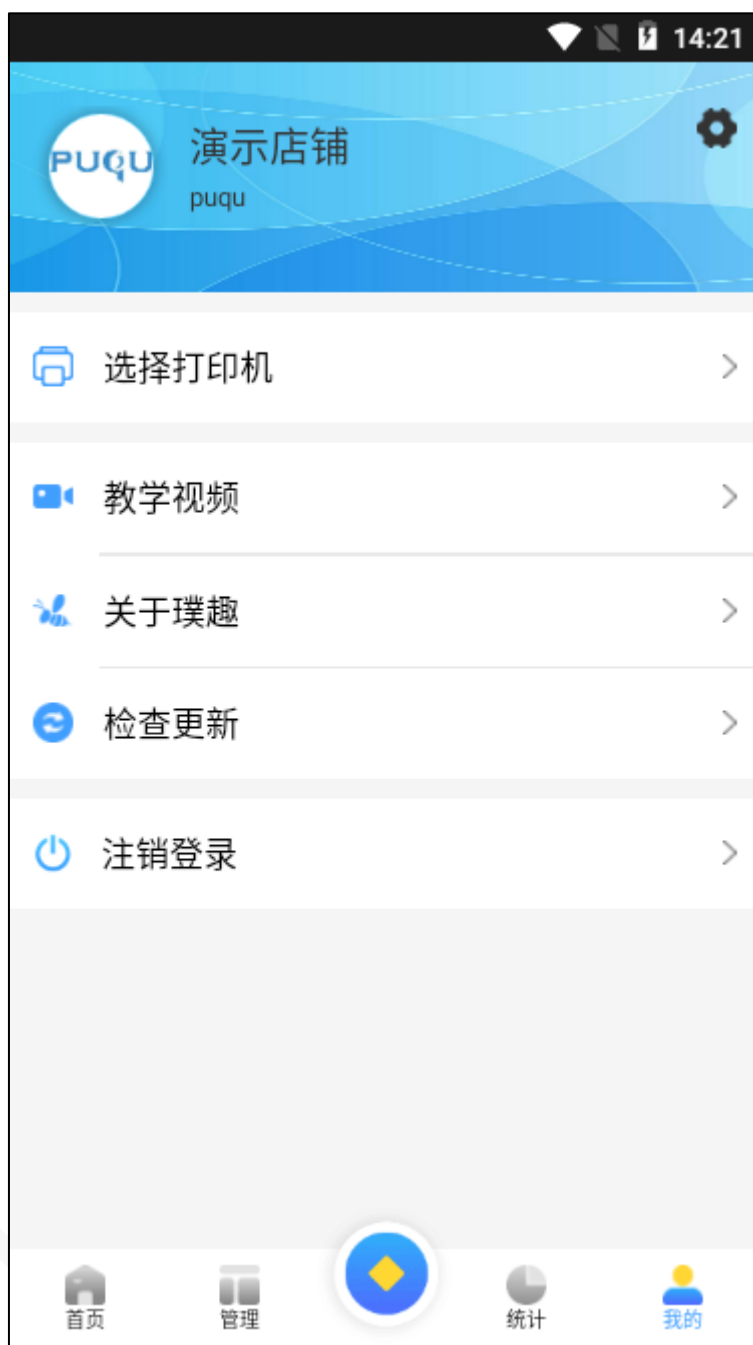 14:21
PUQU
演示店铺
puqu
选择打印机
教学视频
关于璞趣
检查更新
注销登录
首页
管理
统计
我的